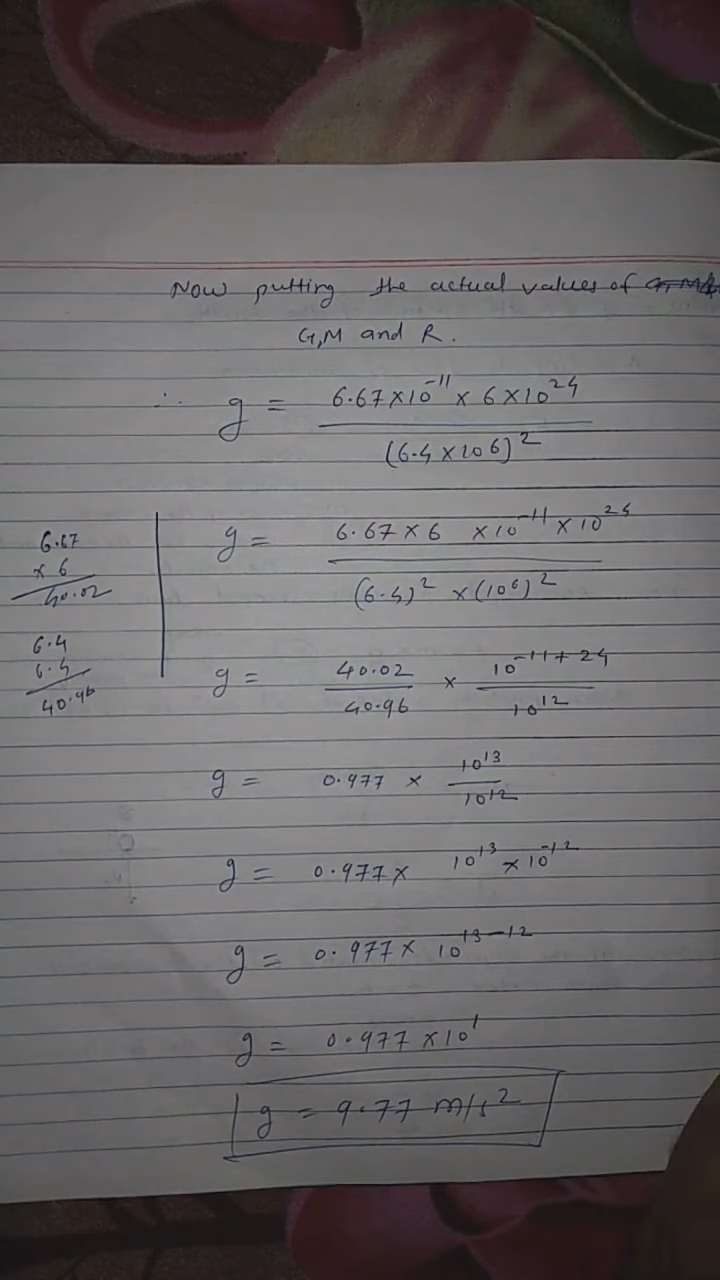 Now putting the actual values of
G,M and R.
∴ g = 6.67×10⁻¹¹ × 6×10²⁴ / (6.4×10⁶)²
6.67
× 6
40.02
g = 6.67×6 ×10⁻¹¹×10²⁴ / (6.4)² ×(10⁶)²
6.4
6.4
40.96
g = 40.02/40.96 × 10⁻¹¹⁺²⁴/10¹²
g = 0.977 × 10¹³/10¹²
g = 0.977× 10¹³×10⁻¹²
g = 0.977× 10¹³⁻¹²
g = 0.977×10¹
g = 9.77 m/s²